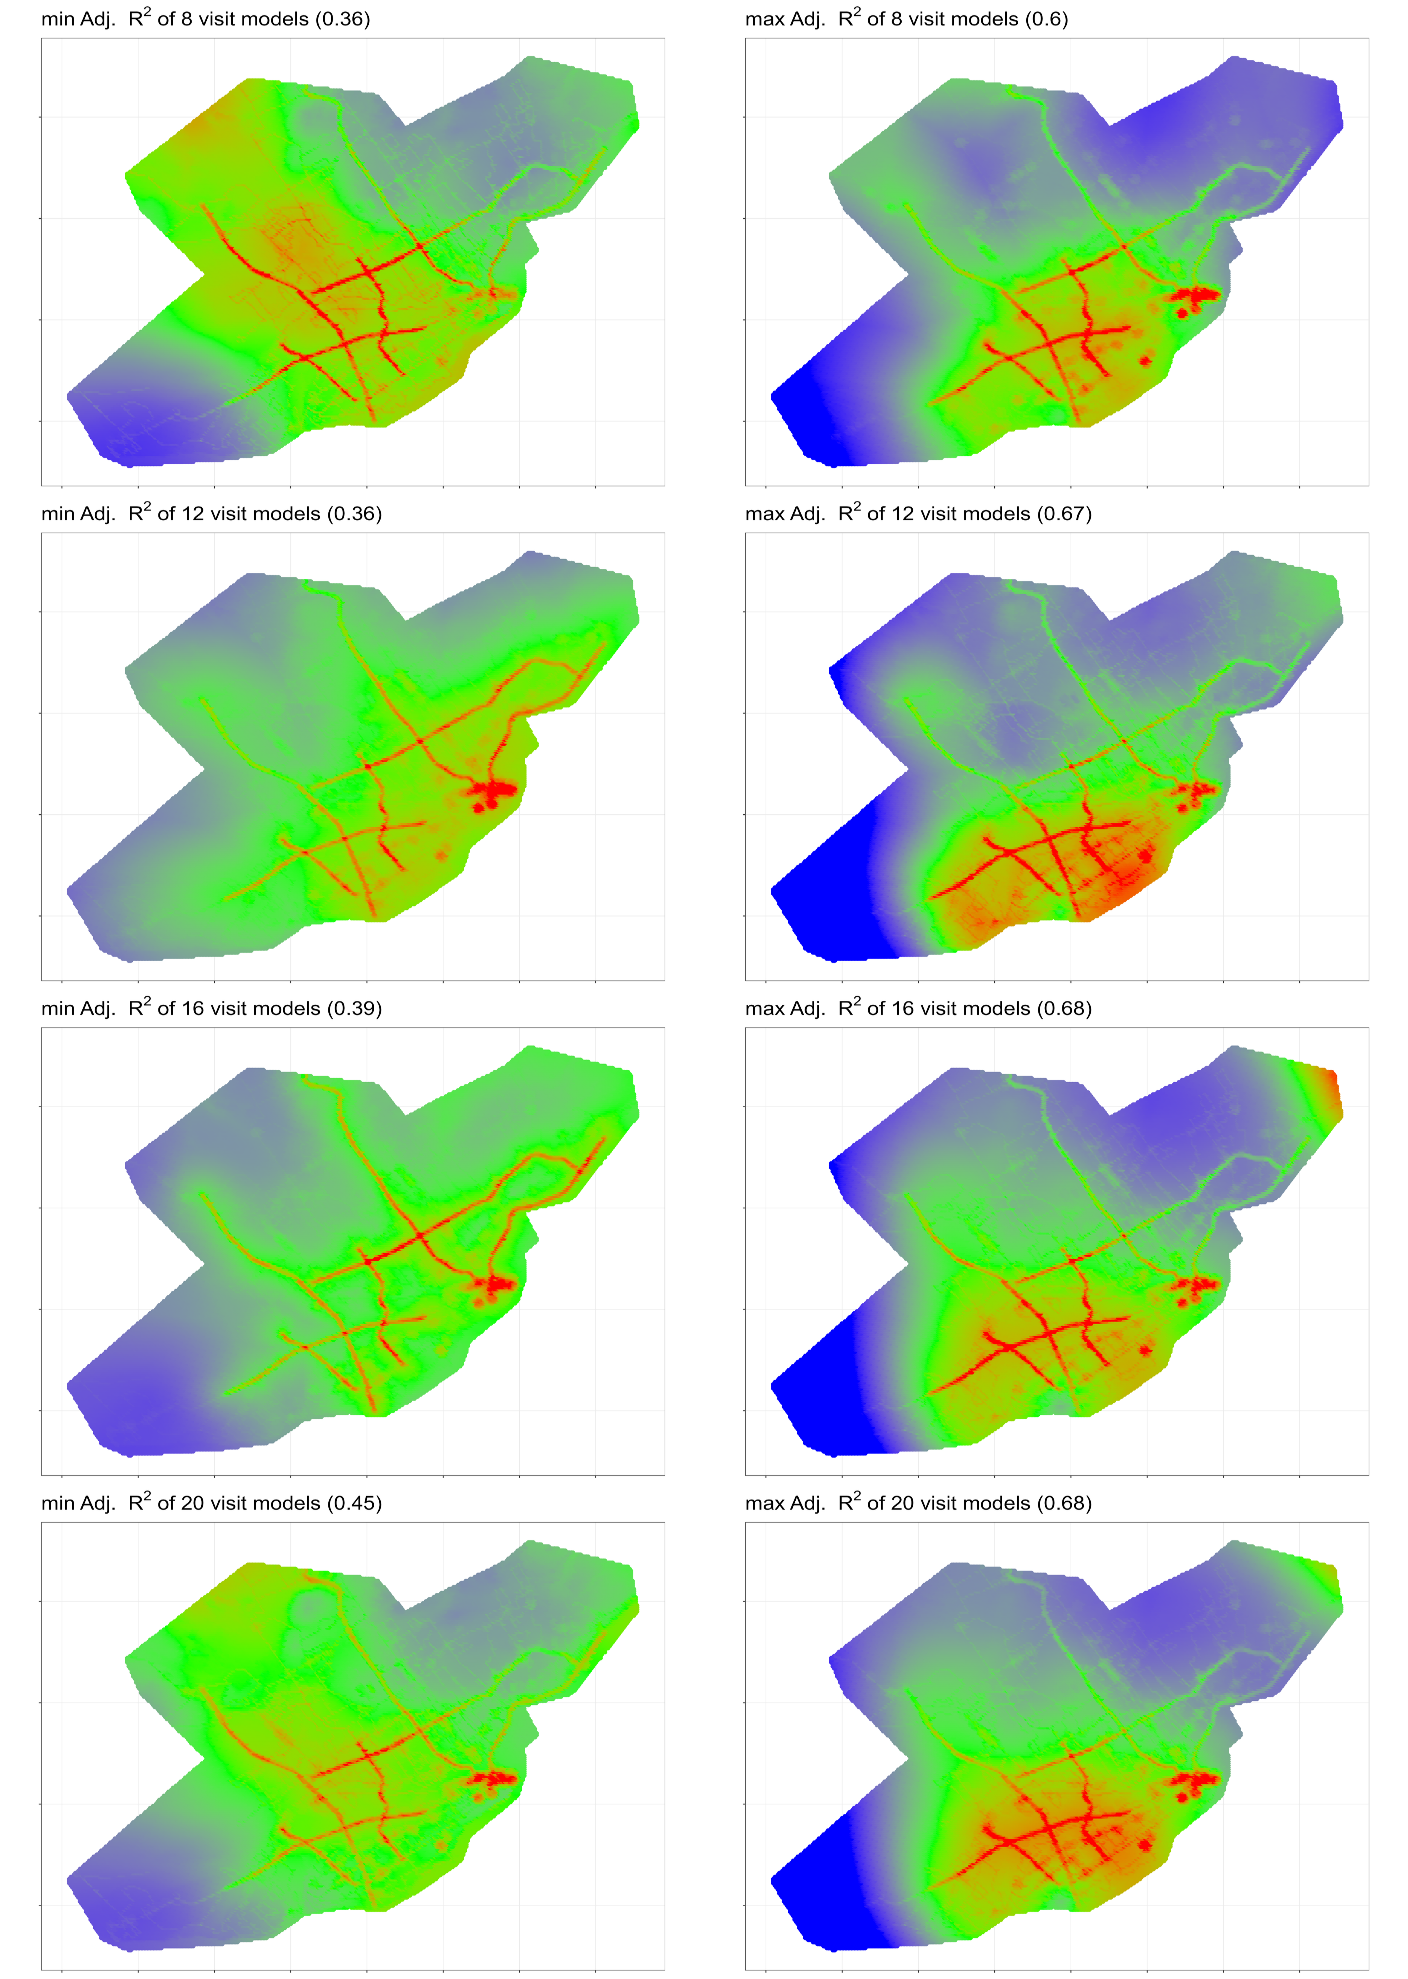 min Adj. R² of 8 visit models (0.36)
max Adj. R² of 8 visit models (0.6)
min Adj. R² of 12 visit models (0.36)
max Adj. R² of 12 visit models (0.67)
min Adj. R² of 16 visit models (0.39)
max Adj. R² of 16 visit models (0.68)
min Adj. R² of 20 visit models (0.45)
max Adj. R² of 20 visit models (0.68)